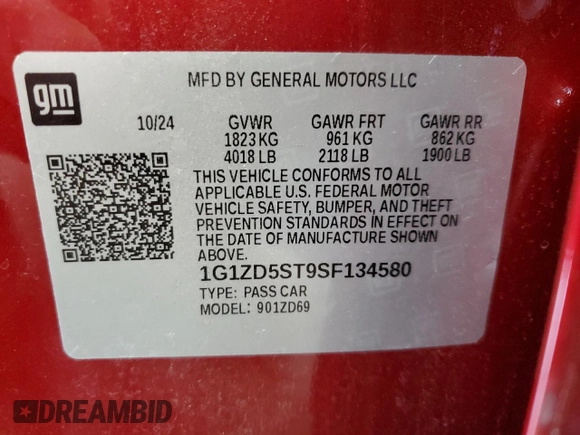 gm
MFD BY GENERAL MOTORS LLC
10/24 GVWR GAWR FRT GAWR RR
1823 KG 961 KG 862 KG
4018 LB 2118 LB 1900 LB
THIS VEHICLE CONFORMS TO ALL
APPLICABLE U.S. FEDERAL MOTOR
VEHICLE SAFETY, BUMPER, AND THEFT
PREVENTION STANDARDS IN EFFECT ON
THE DATE OF MANUFACTURE SHOWN
ABOVE.
1G1ZD5ST9SF134580
TYPE: PASS CAR
MODEL: 901ZD69
DREAMBID